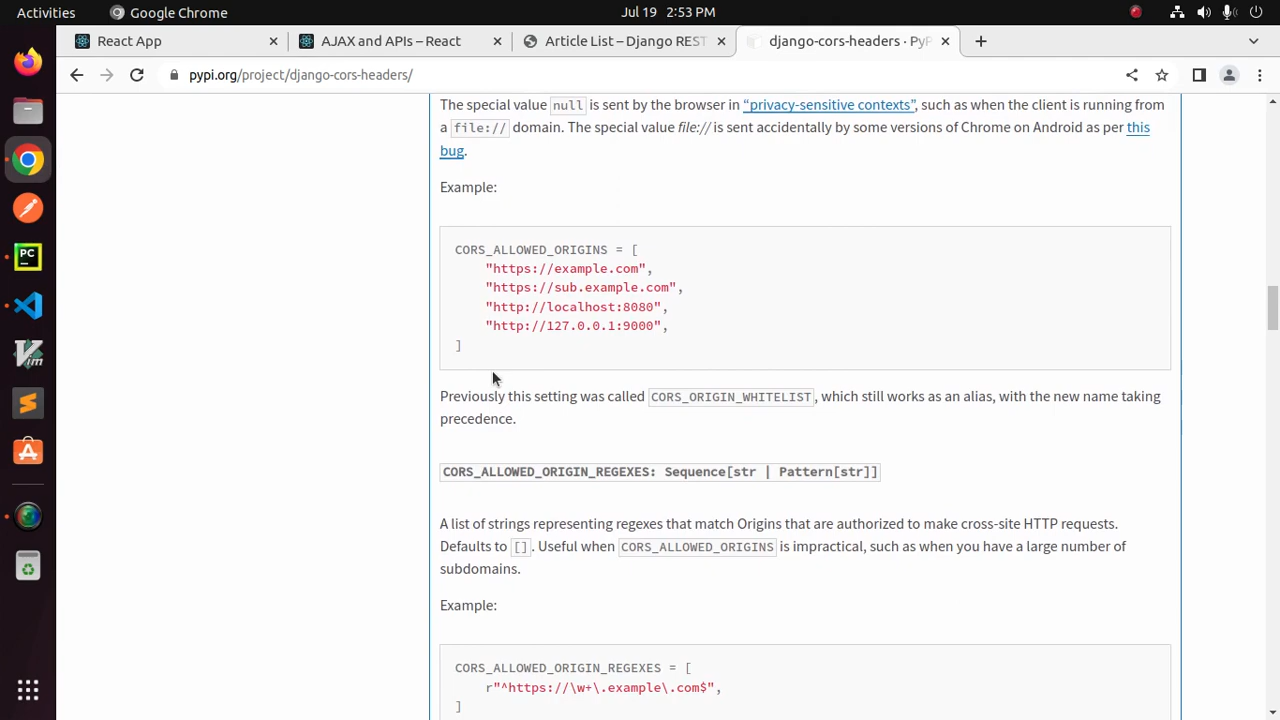 Activities
Google Chrome
Jul 19 2:53 PM
React App
AJAX and APIs – React
Article List – Django REST
django-cors-headers · PyP
pypi.org/project/django-cors-headers/
The special value null is sent by the browser in “privacy-sensitive contexts”, such as when the client is running from
a file:// domain. The special value file:// is sent accidentally by some versions of Chrome on Android as per this
bug.
Example:
CORS_ALLOWED_ORIGINS = [
"https://example.com",
"https://sub.example.com",
"http://localhost:8080",
"http://127.0.0.1:9000",
]
Previously this setting was called CORS_ORIGIN_WHITELIST, which still works as an alias, with the new name taking
precedence.
CORS_ALLOWED_ORIGIN_REGEXES: Sequence[str | Pattern[str]]
A list of strings representing regexes that match Origins that are authorized to make cross-site HTTP requests.
Defaults to []. Useful when CORS_ALLOWED_ORIGINS is impractical, such as when you have a large number of
subdomains.
Example:
CORS_ALLOWED_ORIGIN_REGEXES = [
r"^https://\w+\.example\.com$",
]